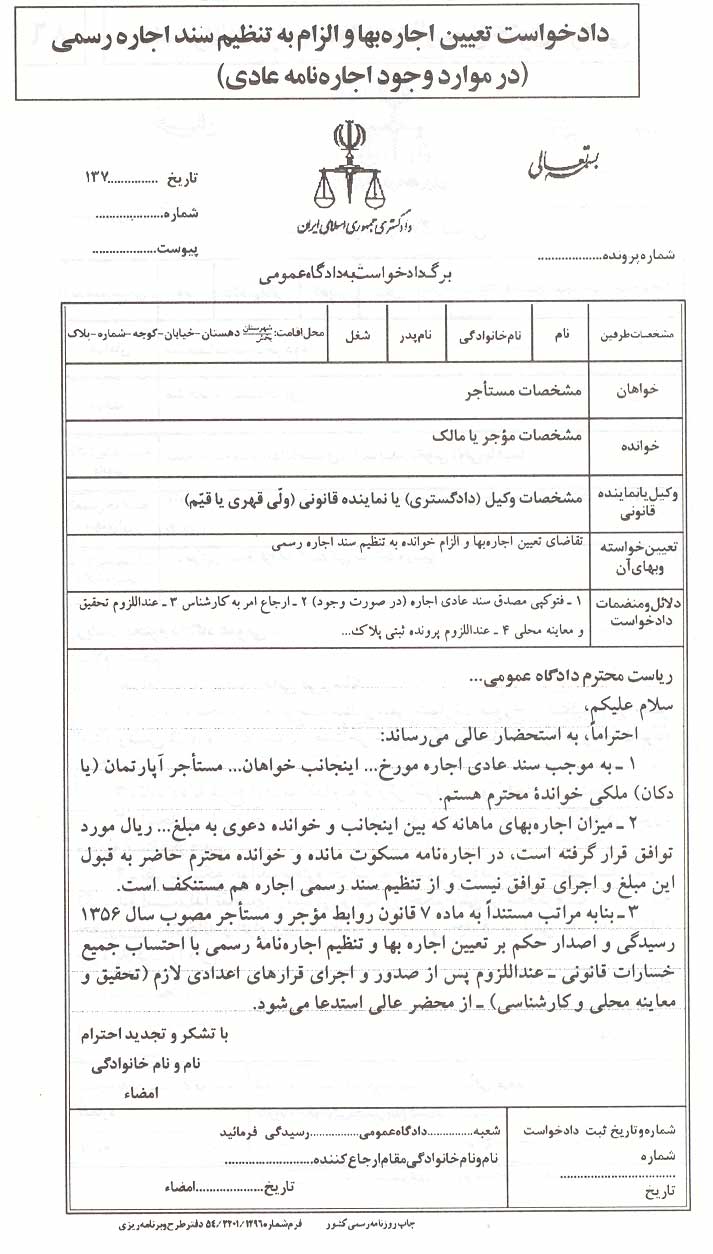 دادخواست تعیین اجاره‌بها و الزام به تنظیم سند اجاره رسمی
(در موارد وجود اجاره‌نامه عادی)
بسمه تعالی
تاریخ ............... ۱۳۷
شماره....................
دادگستری جمهوری اسلامی ایران
پیوست...................
شماره پرونده...................
برگ دادخواست به دادگاه عمومی
مشخصات طرفین
نام
نام خانوادگی
نام پدر
شغل
محل اقامت: شهرستان بخش دهستان–خیابان–کوچه–شماره–پلاک
خواهان
مشخصات مستأجر
خوانده
مشخصات مؤجر یا مالک
وکیل یا نماینده
قانونی
مشخصات وکیل (دادگستری) یا نماینده قانونی (ولّی قهری یا قیّم)
تعیین خواسته
وبهای آن
تقاضای تعیین اجاره‌بها و الزام خوانده به تنظیم سند اجاره رسمی
دلائل ومنضمات
دادخواست
۱ ـ فتوکپی مصدق سند عادی اجاره (در صورت وجود) ۲ ـ ارجاع امر به کارشناس ۳ ـ عنداللزوم تحقیق
و معاینه محلی ۴ ـ عنداللزوم پرونده ثبتی پلاک...
ریاست محترم دادگاه عمومی...
سلام علیکم،
احتراماً، به استحضار عالی می‌رساند:
۱ ـ به موجب سند عادی اجاره مورخ... اینجانب خواهان... مستأجر آپارتمان (یا
دکان) ملکی خواندهٔ محترم هستم.
۲ ـ میزان اجاره‌بهای ماهانه که بین اینجانب و خوانده دعوی به مبلغ... ریال مورد
توافق قرار گرفته است، در اجاره‌نامه مسکوت مانده و خوانده محترم حاضر به قبول
این مبلغ و اجرای توافق نیست و از تنظیم سند رسمی اجاره هم مستنکف است.
۳ ـ بنابه مراتب مستنداً به ماده ۷ قانون روابط مؤجر و مستأجر مصوب سال ۱۳۵۶
رسیدگی و اصدار حکم بر تعیین اجاره بها و تنظیم اجاره‌نامهٔ رسمی با احتساب جمیع
خسارات قانونی ـ عنداللزوم پس از صدور و اجرای قرارهای اعدادی لازم (تحقیق و
معاینه محلی و کارشناسی) ـ از محضر عالی استدعا می‌شود.
با تشکر و تجدید احترام
نام و نام خانوادگی
امضاء
شماره وتاریخ ثبت دادخواست
شماره
................................
تاریخ
شعبه..............دادگاه عمومی...............رسیدگی فرمائید
نام ونام خانوادگی مقام ارجاع کننده..........................
تاریخ.....................امضاء
چاپ روزنامه رسمی کشور فرم شماره ۱۲۹۶/۲۲۰۱/۵۴ دفتر طرح وبرنامه ریزی